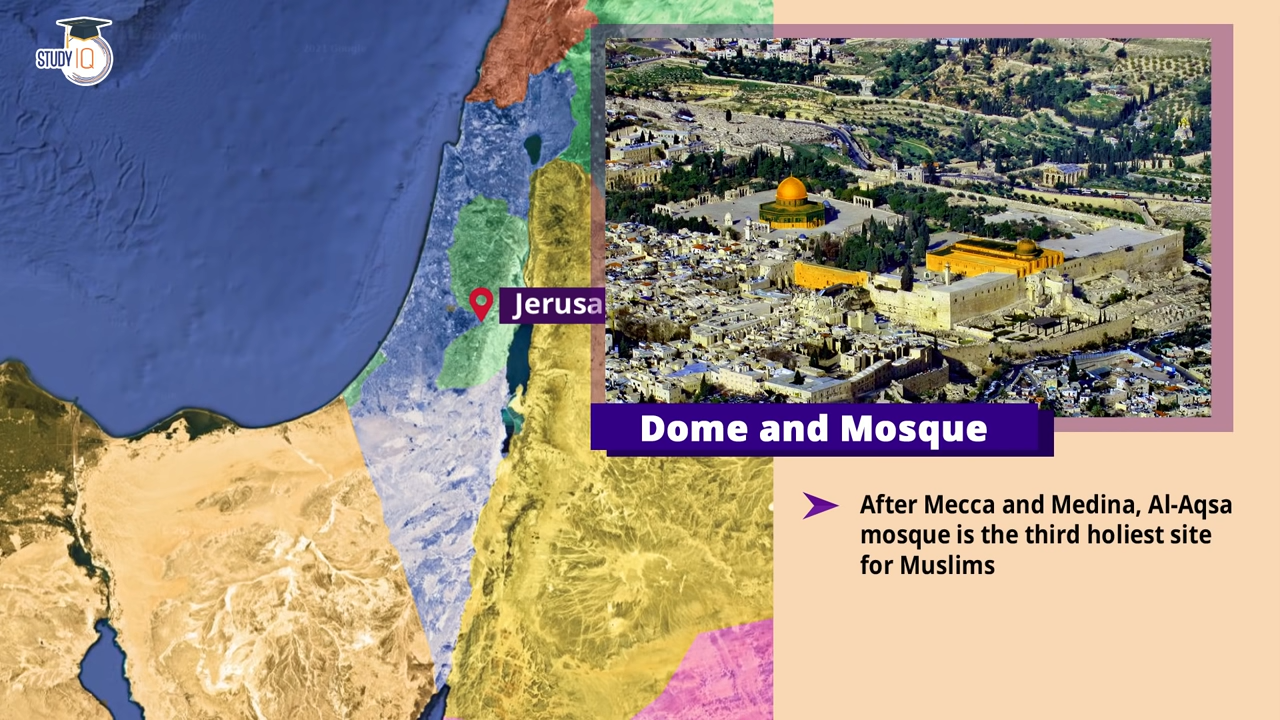 STUDY IQ
Jerusa
Dome and Mosque
After Mecca and Medina, Al-Aqsa
mosque is the third holiest site
for Muslims